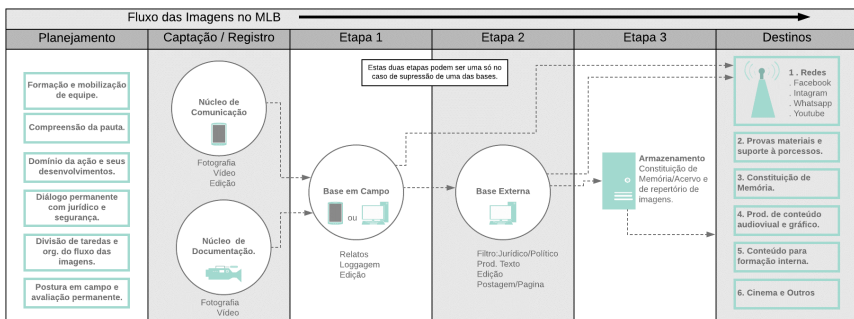 Fluxo das Imagens no MLB
Planejamento
Captação / Registro
Etapa 1
Etapa 2
Etapa 3
Destinos
Formação e mobilização
de equipe.
Compreensão da pauta.
Domínio da ação e seus
desenvolvimentos.
Diálogo permanente
com jurídico e
segurança.
Divisão de taredas e
org. do fluxo das
imagens.
Postura em campo e
avaliação permanente.
Núcleo de
Comunicação
Fotografia
Vídeo
Edição
Núcleo de
Documentação.
Fotografia
Vídeo
Estas duas etapas podem ser uma só no
caso de supressão de uma das bases.
Base em Campo
ou
Relatos
Loggagem
Edição
Base Externa
Filtro:Jurídico/Político
Prod. Texto
Edição
Postagem/Pagina
Armazenamento
Constituição de
Memória/Acervo e
de repertório de
imagens.
1 . Redes
. Facebook
. Intagram
. Whatsapp
. Youtube
2. Provas materiais e
suporte à porcessos.
3. Constituição de
Memória.
4. Prod. de conteúdo
audioviual e gráfico.
5. Conteúdo para
formação interna.
6. Cinema e Outros